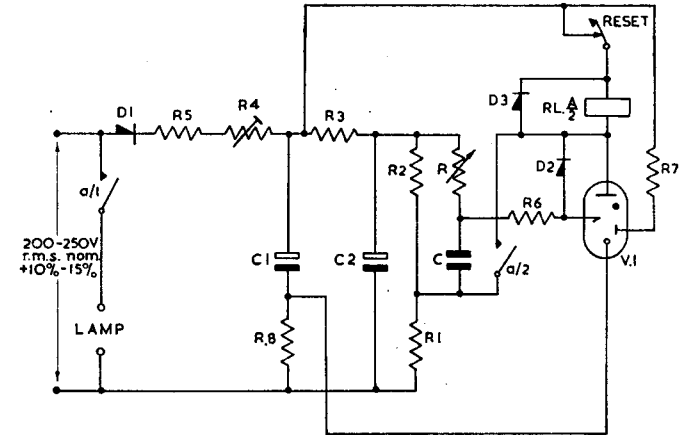 RESET
D1
R5
R4
R3
D3
RL.A/2
D2
R2
R
R6
R7
a/1
200-250V
r.m.s. nom.
+10%-15%
C1
C2
C
a/2
V.1
LAMP
R,8
R1